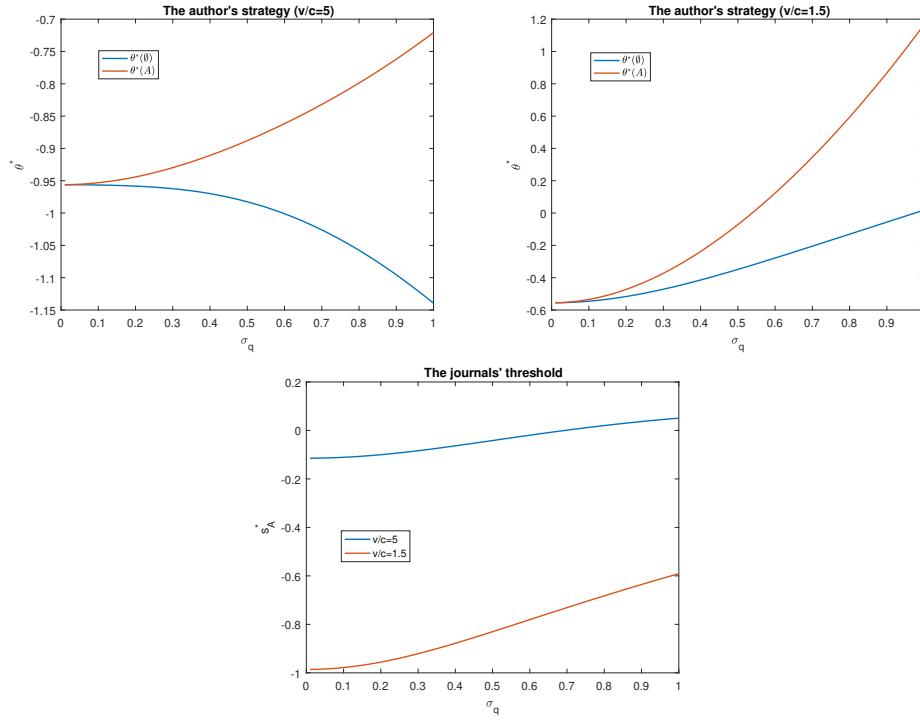 The author's strategy (v/c=5)
-0.7
-0.75
-0.8
-0.85
-0.9
-0.95
-1
-1.05
-1.1
-1.15
θ*
θ*(∅)
θ*(A)
0 0.1 0.2 0.3 0.4 0.5 0.6 0.7 0.8 0.9 1
σq
The author's strategy (v/c=1.5)
1.2
1
0.8
0.6
0.4
0.2
0
-0.2
-0.4
-0.6
θ*
θ*(∅)
θ*(A)
0 0.1 0.2 0.3 0.4 0.5 0.6 0.7 0.8 0.9
σq
The journals' threshold
0.2
0
-0.2
-0.4
-0.6
-0.8
-1
s*A
v/c=5
v/c=1.5
0 0.1 0.2 0.3 0.4 0.5 0.6 0.7 0.8 0.9 1
σq